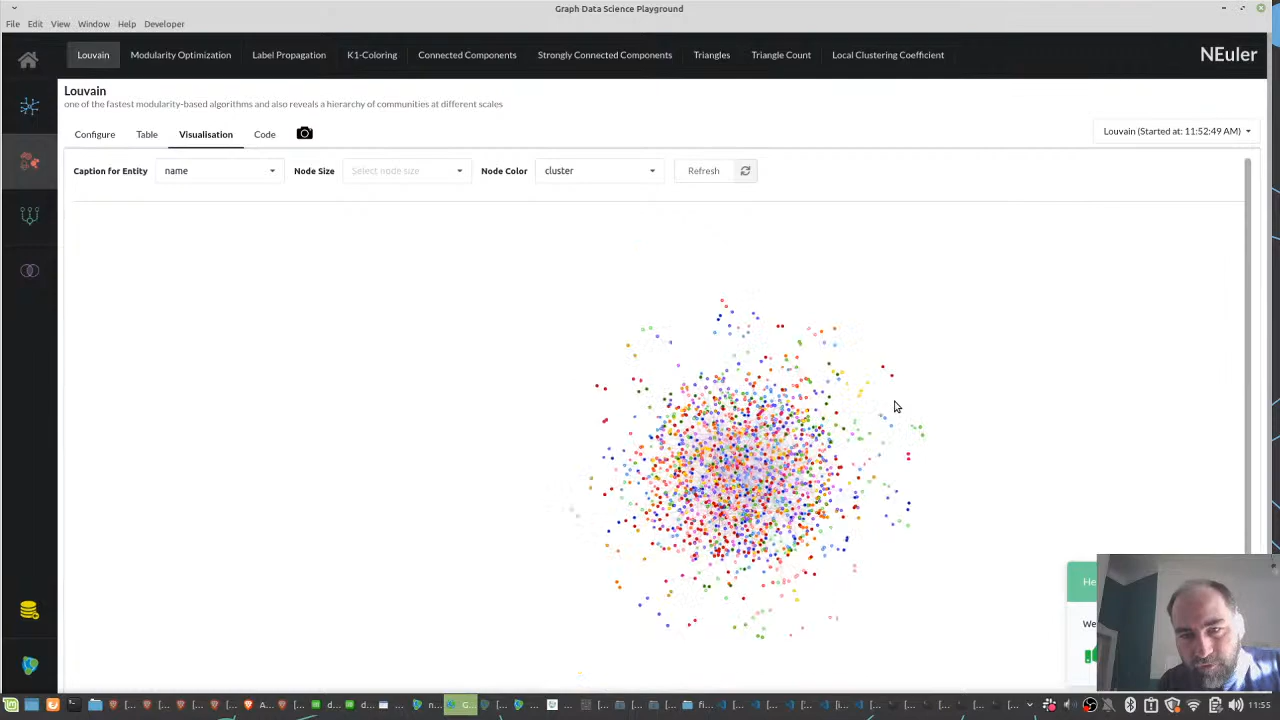 Graph Data Science Playground
File Edit View Window Help Developer
Louvain Modularity Optimization Label Propagation K1-Coloring Connected Components Strongly Connected Components Triangles Triangle Count Local Clustering Coefficient NEuler
Louvain
one of the fastest modularity-based algorithms and also reveals a hierarchy of communities at different scales
Configure Table Visualisation Code
Louvain (Started at: 11:52:49 AM)
Caption for Entity name Node Size Select node size Node Color cluster Refresh
11:55